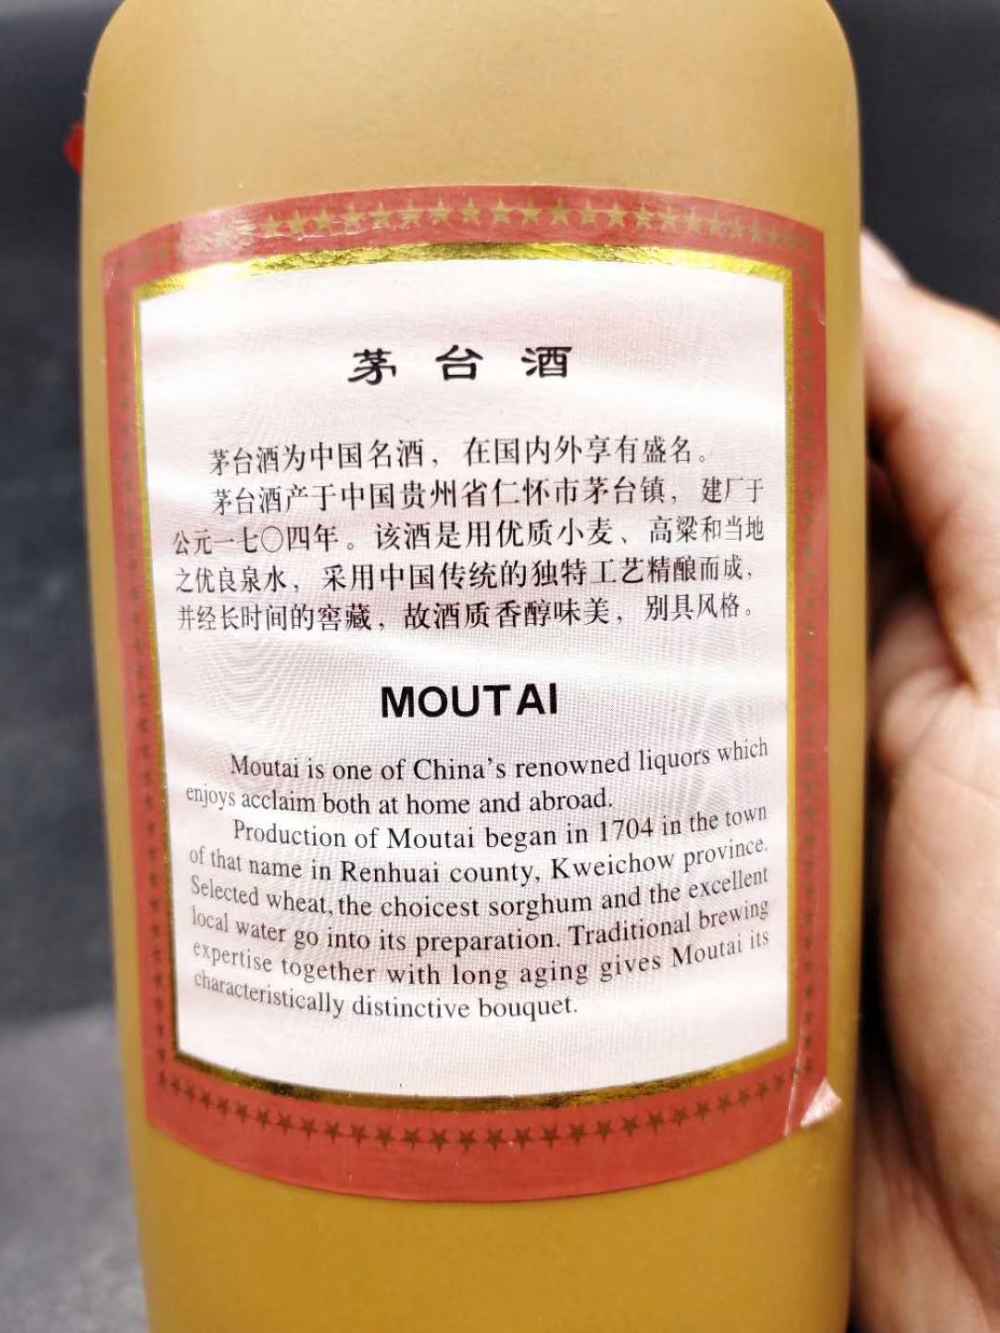 茅台酒
茅台酒为中国名酒，在国内外享有盛名。
茅台酒产于中国贵州省仁怀市茅台镇，建厂于
公元一七〇四年。该酒是用优质小麦、高粱和当地
之优良泉水，采用中国传统的独特工艺精酿而成，
并经长时间的窖藏，故酒质香醇味美，别具风格。
MOUTAI
Moutai is one of China's renowned liquors which
enjoys acclaim both at home and abroad.
Production of Moutai began in 1704 in the town
of that name in Renhuai county, Kweichow province.
Selected wheat, the choicest sorghum and the excellent
local water go into its preparation. Traditional brewing
expertise together with long aging gives Moutai its
characteristically distinctive bouquet.